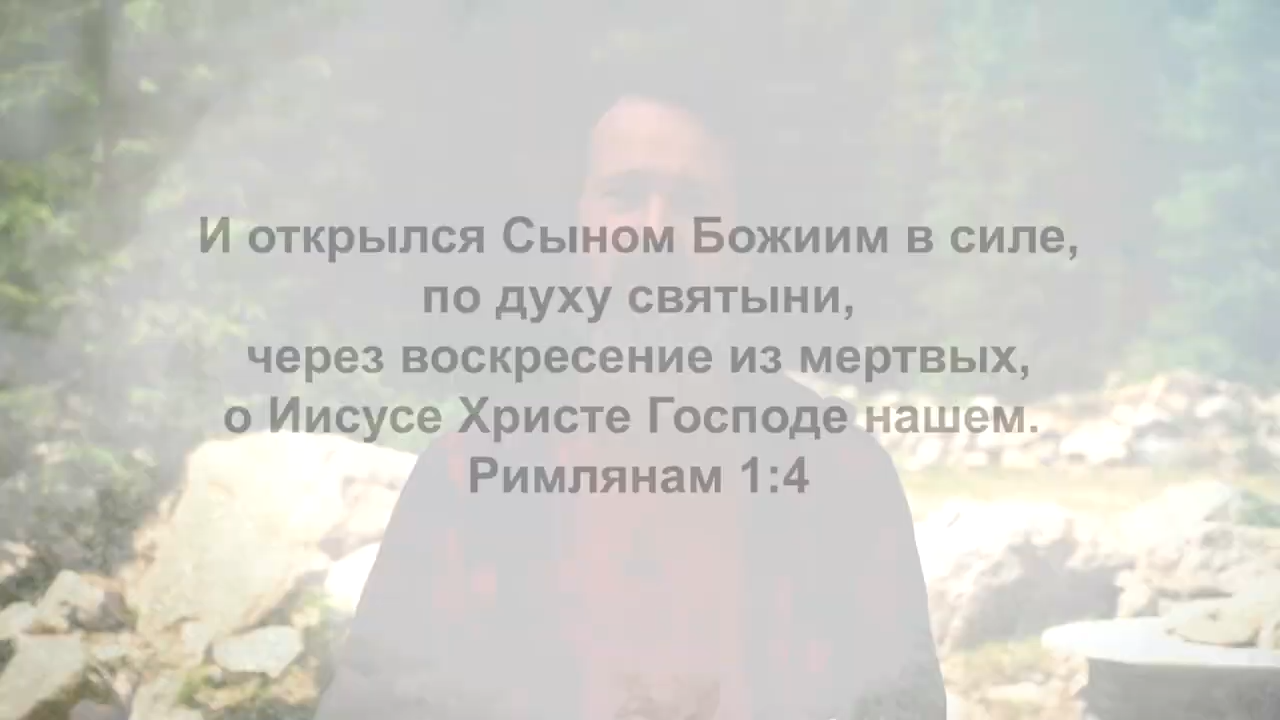 И открылся Сыном Божиим в силе,
по духу святыни,
через воскресение из мертвых,
о Иисусе Христе Господе нашем.
Римлянам 1:4